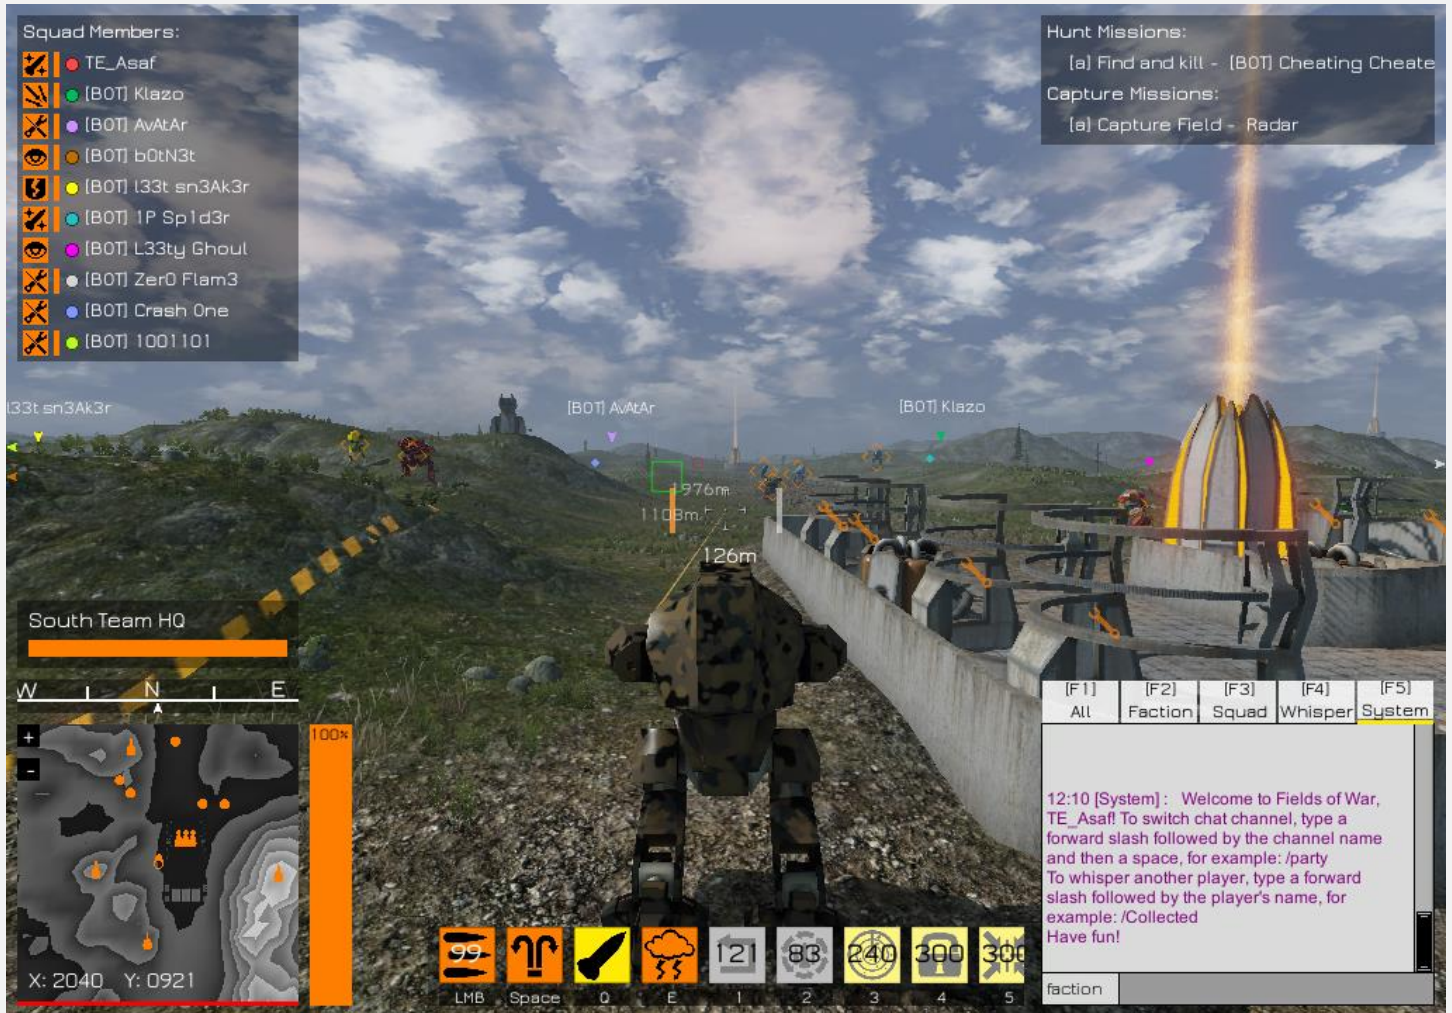 Squad Members:
TE_Asaf
[BOT] Klazo
[BOT] AvAtAr
[BOT] b0tN3t
[BOT] l33t sn3Ak3r
[BOT] 1P Sp1d3r
[BOT] L33ty Ghoul
[BOT] Zer0 Flam3
[BOT] Crash 0ne
[BOT] 1001101
Hunt Missions:
[a] Find and kill - [BOT] Cheating Cheate
Capture Missions:
[a] Capture Field - Radar
l33t sn3Ak3r
[BOT] AvAtAr
[BOT] Klazo
1976m
1108m
126m
South Team HQ
W N E
+
-
100%
X: 2040 Y: 0921
99 121 83 240 300 300
LMB Space Q E 1 2 3 4 5
[F1] [F2] [F3] [F4] [F5]
All Faction Squad Whisper System
12:10 [System] : Welcome to Fields of War,
TE_Asaf! To switch chat channel, type a
forward slash followed by the channel name
and then a space, for example: /party
To whisper another player, type a forward
slash followed by the player's name, for
example: /Collected
Have fun!
faction